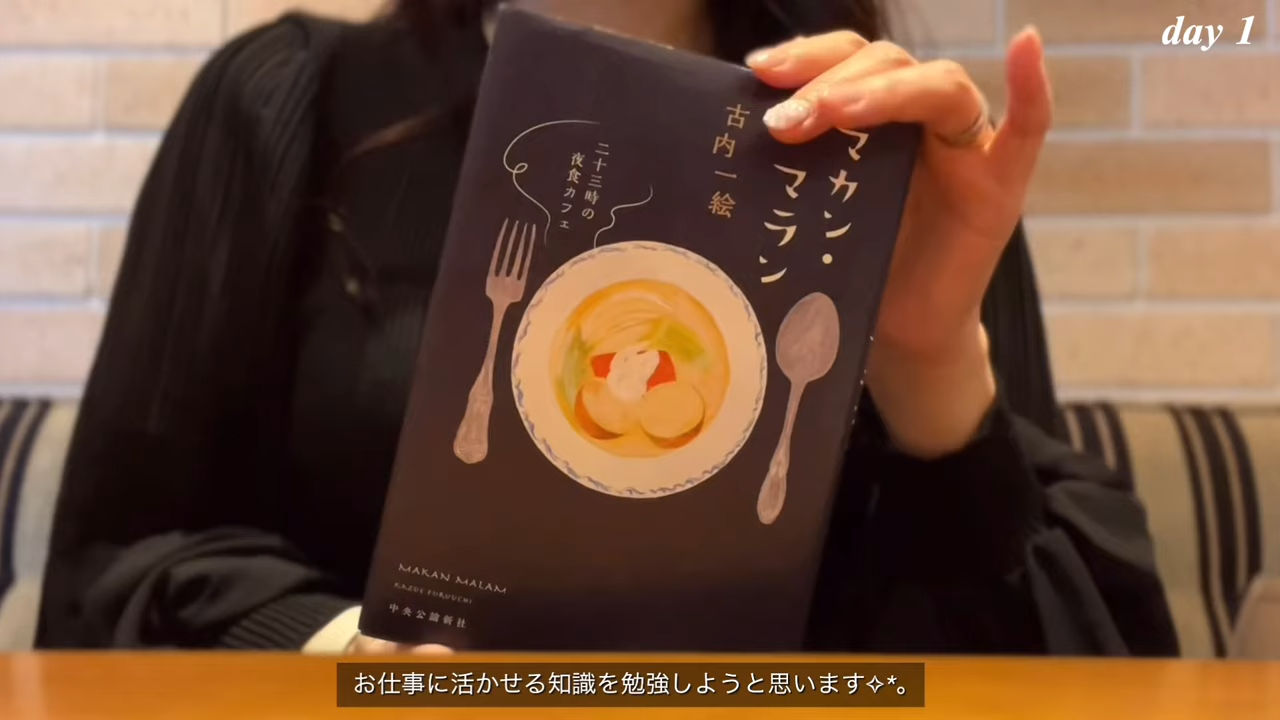 day 1
マカン・
マラン
古内一絵
二十三時の
夜食カフェ
MAKAN MALAM
KAZUE FURUUCHI
中央公論新社
お仕事に活かせる知識を勉強しようと思います✧*。